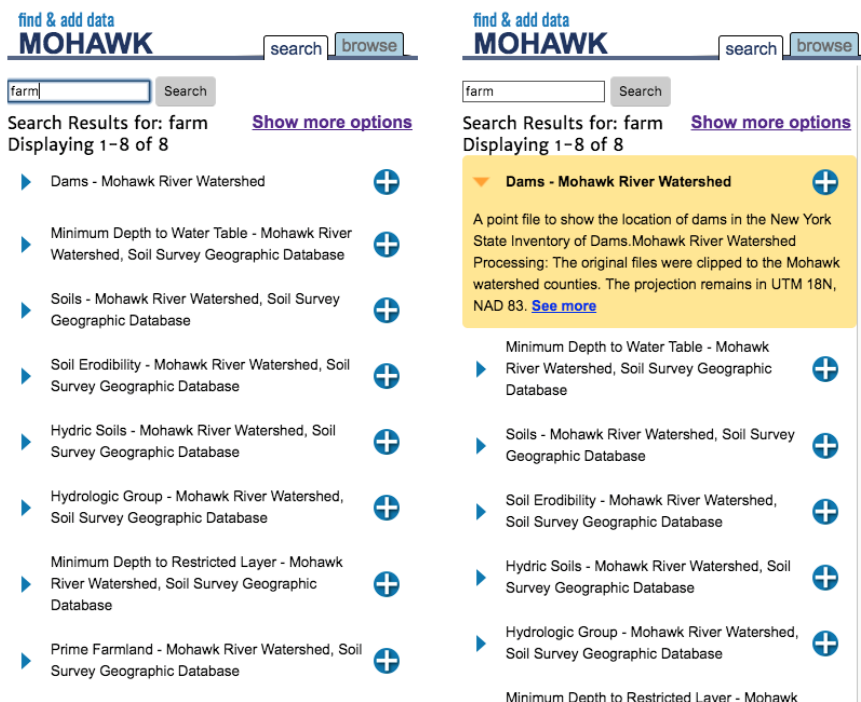 find & add data
MOHAWK
search
browse
farm
Search
Search Results for: farm
Show more options
Displaying 1-8 of 8
Dams - Mohawk River Watershed
Minimum Depth to Water Table - Mohawk River
Watershed, Soil Survey Geographic Database
Soils - Mohawk River Watershed, Soil Survey
Geographic Database
Soil Erodibility - Mohawk River Watershed, Soil
Survey Geographic Database
Hydric Soils - Mohawk River Watershed, Soil
Survey Geographic Database
Hydrologic Group - Mohawk River Watershed,
Soil Survey Geographic Database
Minimum Depth to Restricted Layer - Mohawk
River Watershed, Soil Survey Geographic
Database
Prime Farmland - Mohawk River Watershed, Soil
Survey Geographic Database
find & add data
MOHAWK
search
browse
farm
Search
Search Results for: farm
Show more options
Displaying 1-8 of 8
Dams - Mohawk River Watershed
A point file to show the location of dams in the New York
State Inventory of Dams.Mohawk River Watershed
Processing: The original files were clipped to the Mohawk
watershed counties. The projection remains in UTM 18N,
NAD 83. See more
Minimum Depth to Water Table - Mohawk
River Watershed, Soil Survey Geographic
Database
Soils - Mohawk River Watershed, Soil Survey
Geographic Database
Soil Erodibility - Mohawk River Watershed,
Soil Survey Geographic Database
Hydric Soils - Mohawk River Watershed, Soil
Survey Geographic Database
Hydrologic Group - Mohawk River Watershed,
Soil Survey Geographic Database
Minimum Depth to Restricted Layer - Mohawk